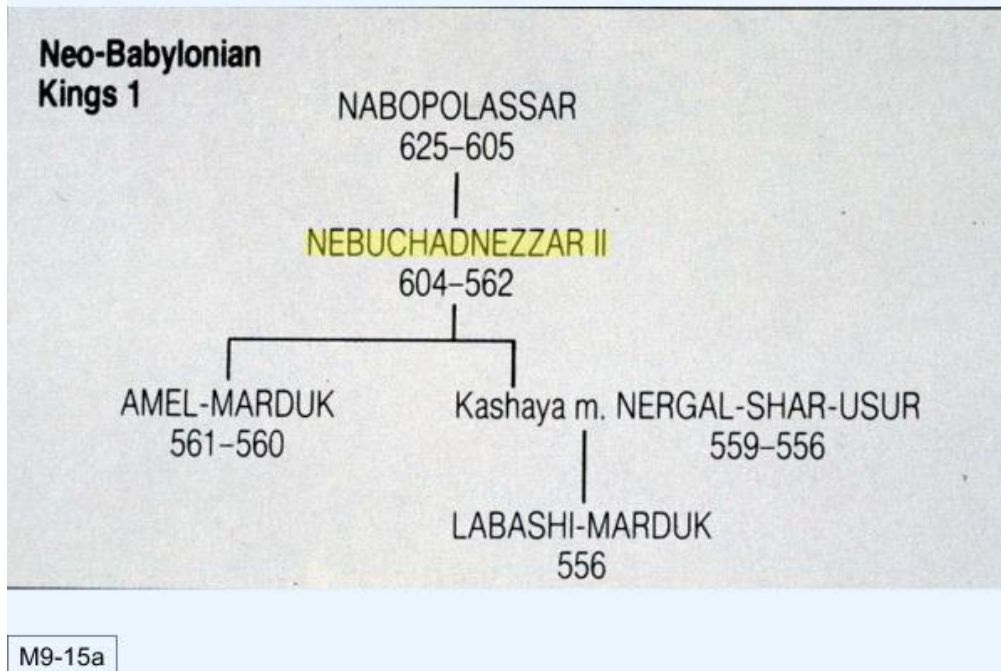 Neo-Babylonian
Kings 1
NABOPOLASSAR
625–605
NEBUCHADNEZZAR II
604–562
AMEL-MARDUK
561–560
Kashaya m. NERGAL-SHAR-USUR
559–556
LABASHI-MARDUK
556
M9-15a